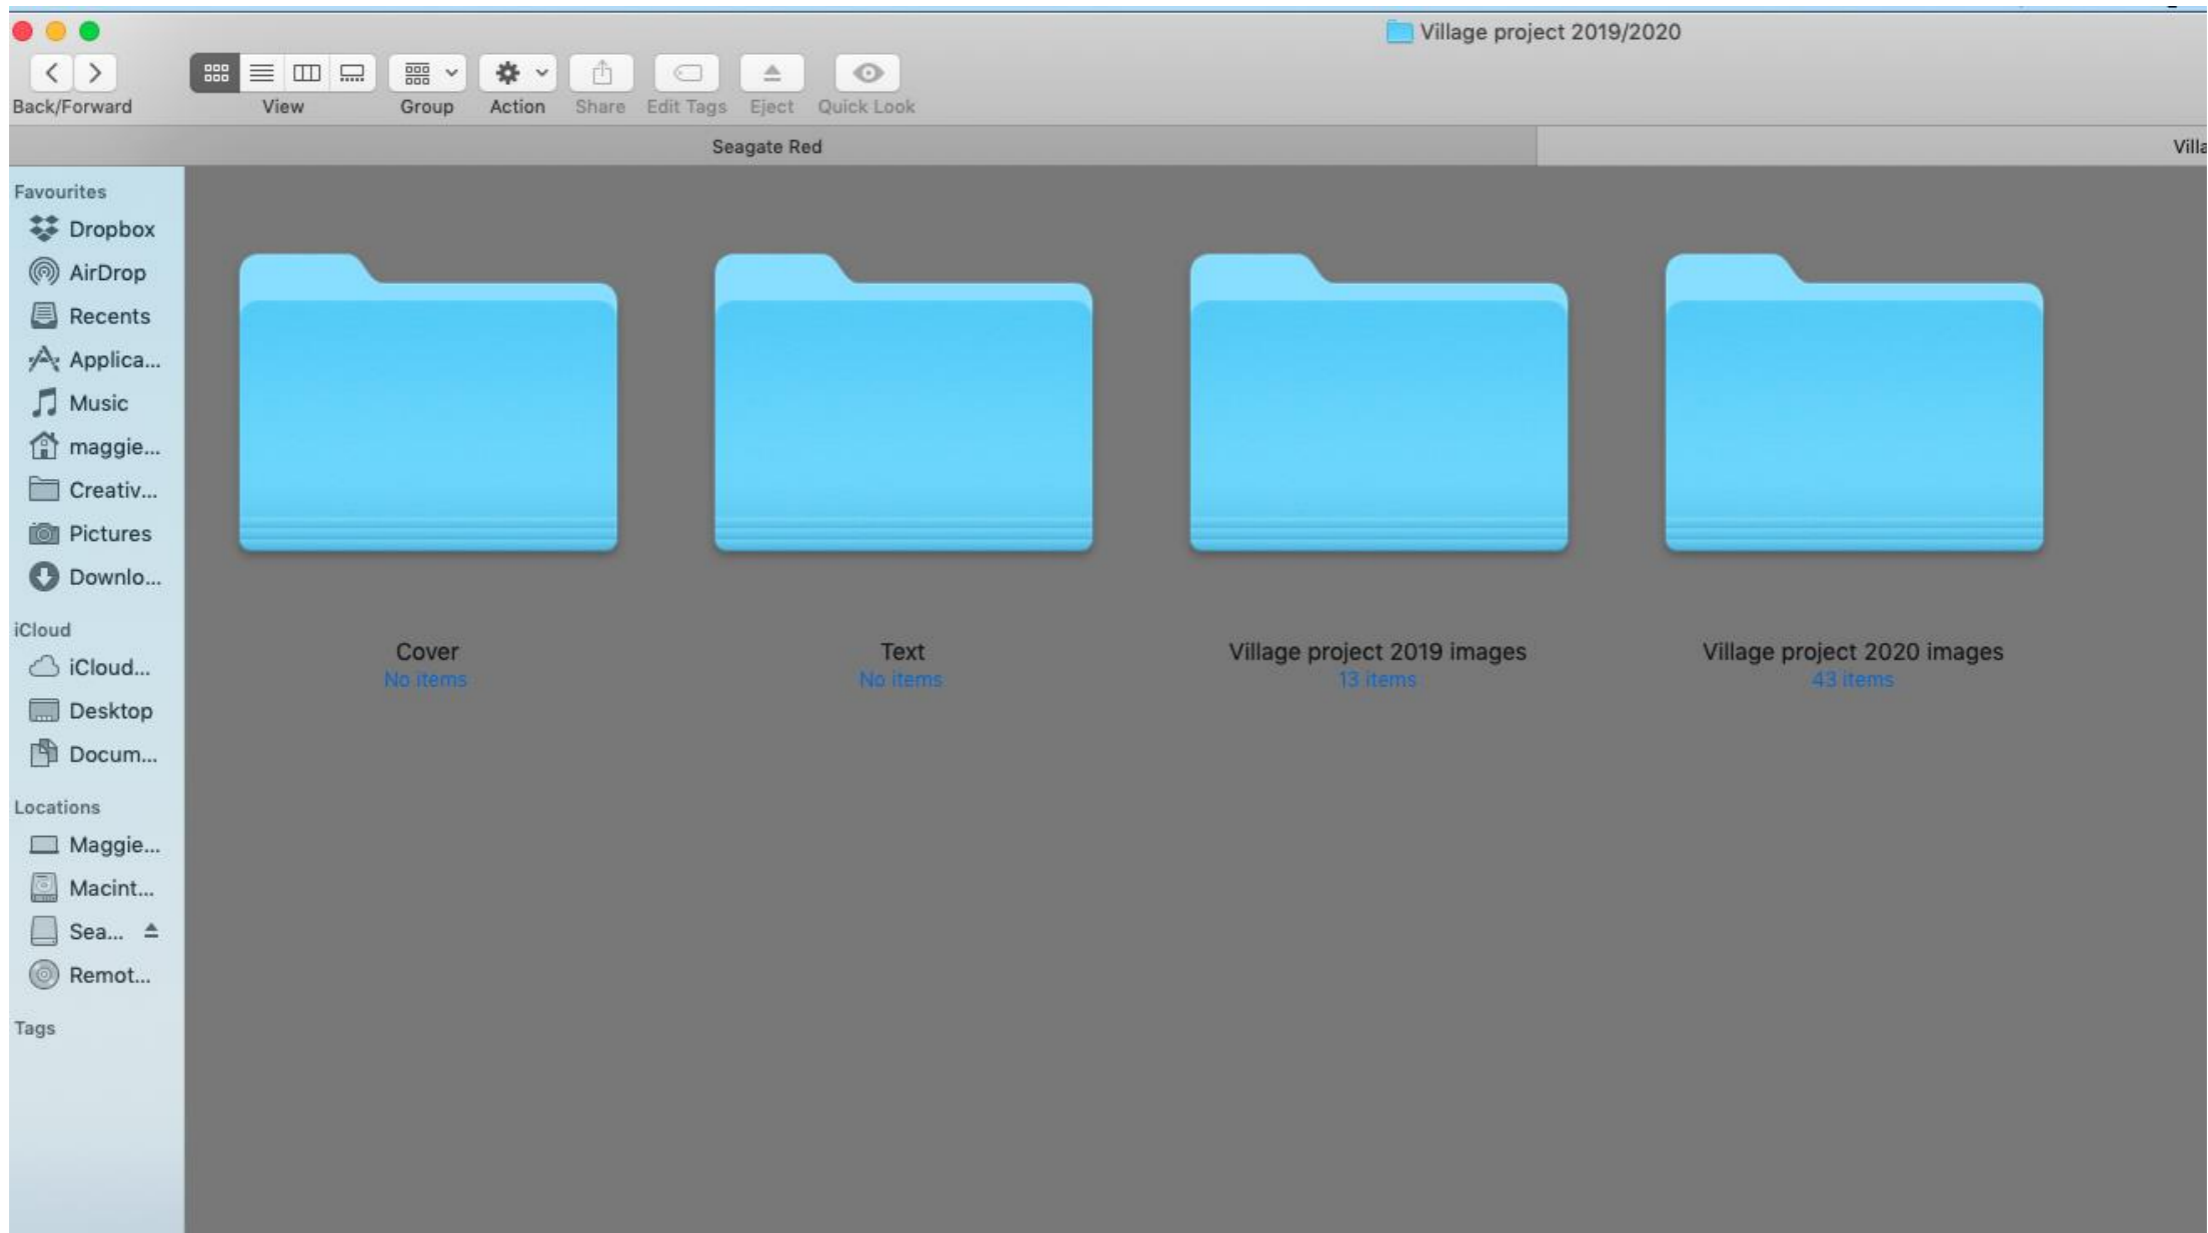 Village project 2019/2020
Back/Forward
View
Group
Action
Share
Edit Tags
Eject
Quick Look
Seagate Red
Villa
Favourites
Dropbox
AirDrop
Recents
Applica...
Music
maggie...
Creativ...
Pictures
Downlo...
iCloud
iCloud...
Desktop
Docum...
Locations
Maggie...
Macint...
Sea...
Remot...
Tags
Cover
No items
Text
No items
Village project 2019 images
13 items
Village project 2020 images
43 items